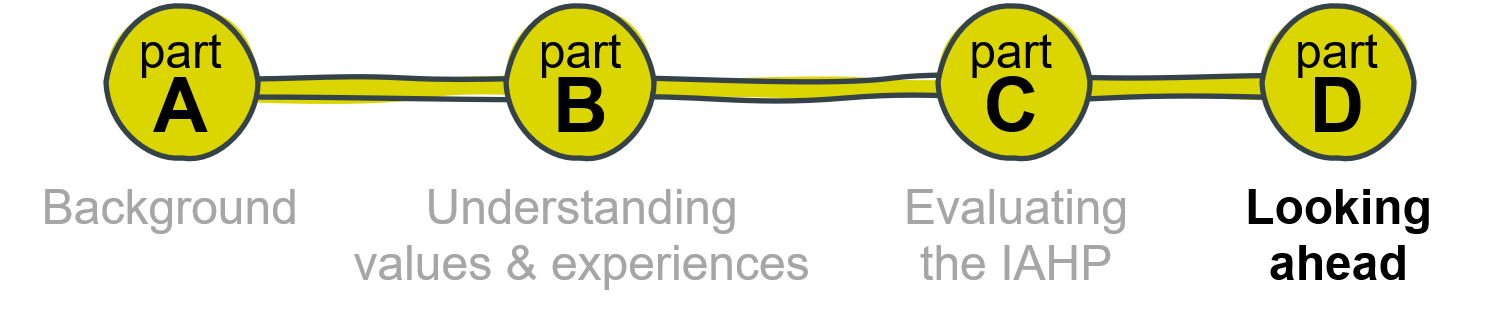 part
A
part
B
part
C
part
D
Background
Understanding
values & experiences
Evaluating
the IAHP
Looking
ahead